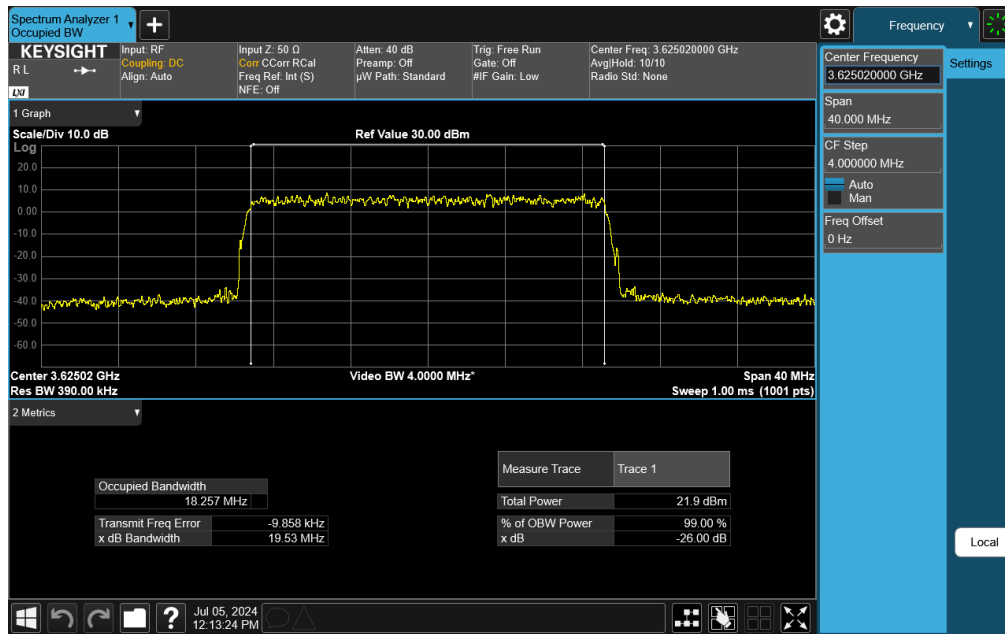 Spectrum Analyzer 1
Occupied BW
Frequency
KEYSIGHT
R L
LXI
Input: RF
Coupling: DC
Align: Auto
Input Z: 50 Ω
Corr CCorr RCal
Freq Ref: Int (S)
NFE: Off
Atten: 40 dB
Preamp: Off
µW Path: Standard
Trig: Free Run
Gate: Off
#IF Gain: Low
Center Freq: 3.625020000 GHz
Avg|Hold: 10/10
Radio Std: None
Center Frequency
3.625020000 GHz
Settings
Span
40.000 MHz
CF Step
4.000000 MHz
Auto
Man
Freq Offset
0 Hz
1 Graph
Scale/Div 10.0 dB
Ref Value 30.00 dBm
Log
20.0
10.0
0.00
-10.0
-20.0
-30.0
-40.0
-50.0
-60.0
Center 3.62502 GHz
Video BW 4.0000 MHz*
Span 40 MHz
Res BW 390.00 kHz
Sweep 1.00 ms (1001 pts)
2 Metrics
Measure Trace Trace 1
Occupied Bandwidth
18.257 MHz
Total Power 21.9 dBm
Transmit Freq Error -9.858 kHz
% of OBW Power 99.00 %
x dB Bandwidth 19.53 MHz
x dB -26.00 dB
Local
?
Jul 05, 2024
12:13:24 PM